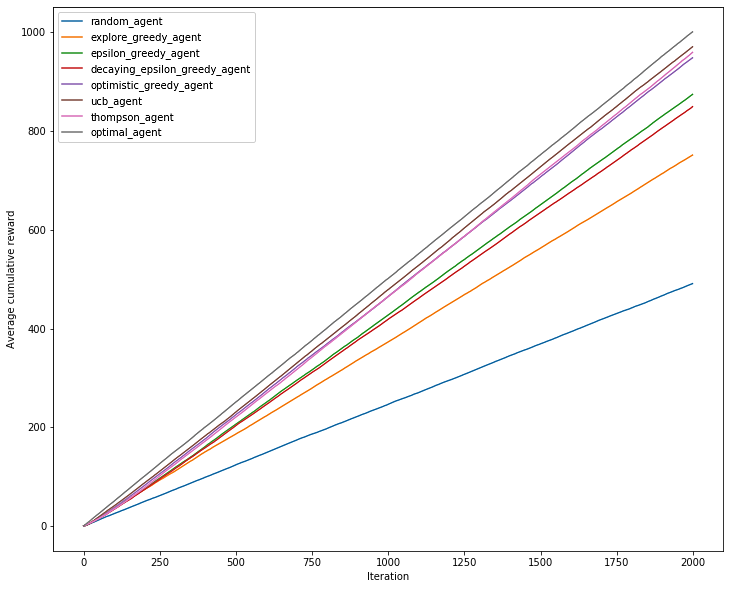 random_agent
explore_greedy_agent
epsilon_greedy_agent
decaying_epsilon_greedy_agent
optimistic_greedy_agent
ucb_agent
thompson_agent
optimal_agent
1000
800
600
400
200
0
Average cumulative reward
0 250 500 750 1000 1250 1500 1750 2000
Iteration